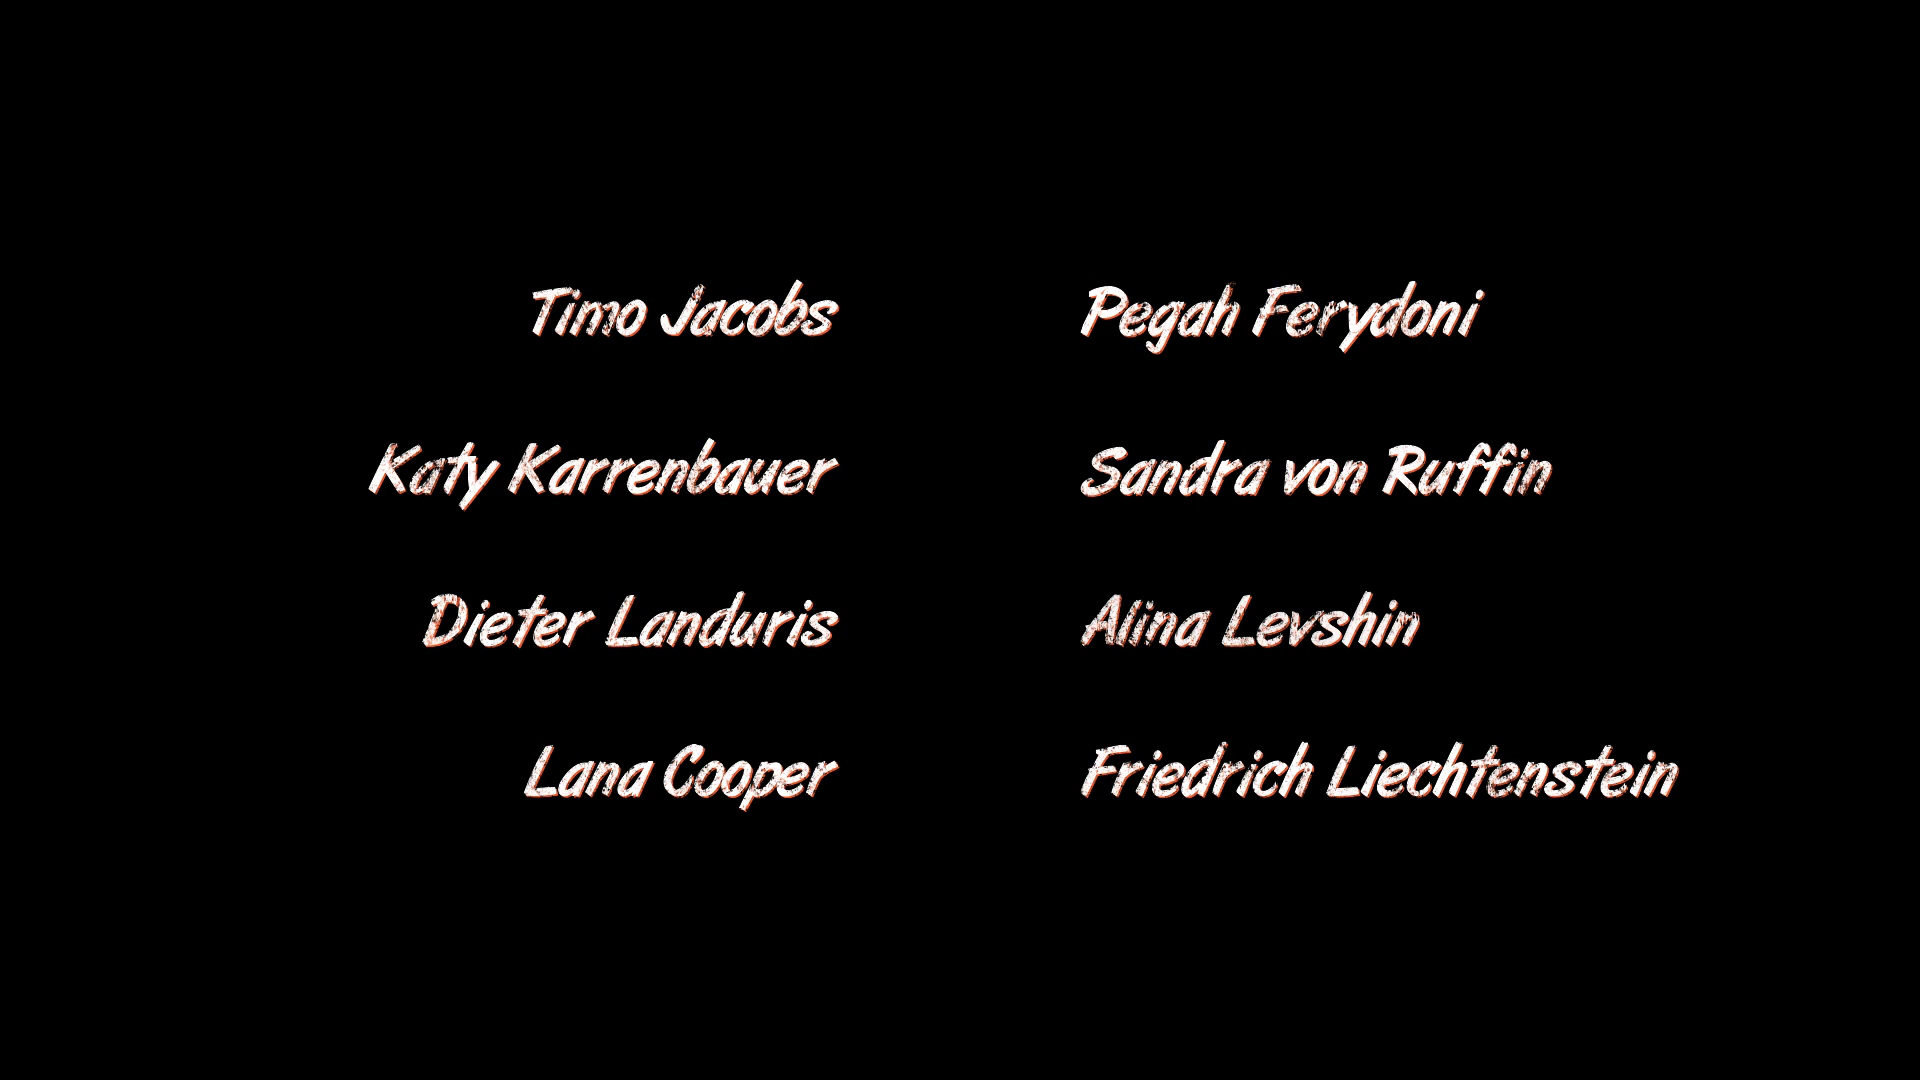 Timo Jacobs
Pegah Ferydoni
Katy Karrenbauer
Sandra von Ruffin
Dieter Landuris
Alina Levshin
Lana Cooper
Friedrich Liechtenstein